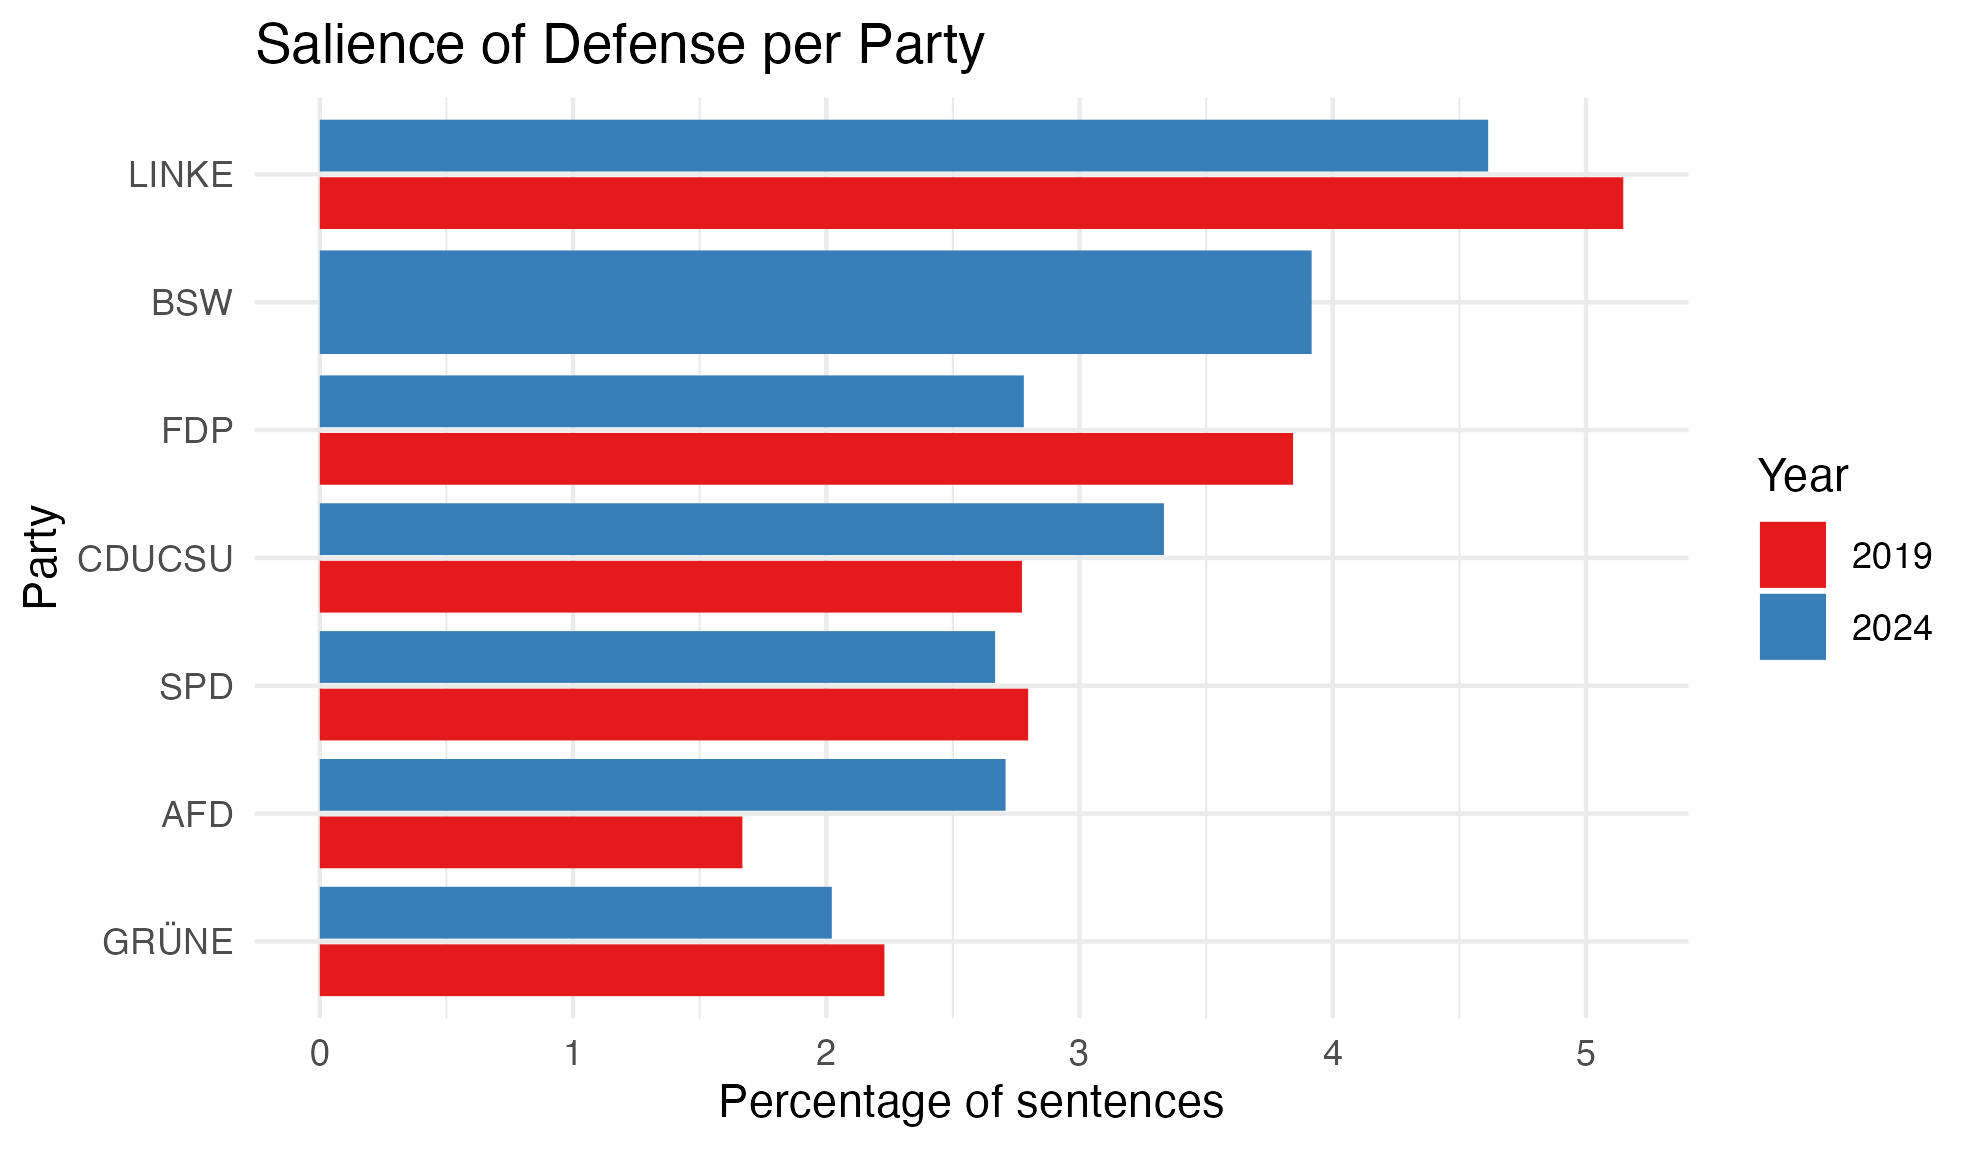 Salience of Defense per Party
LINKE
BSW
FDP
CDUCSU
SPD
AFD
GRÜNE
Party
0 1 2 3 4 5
Percentage of sentences
Year
2019
2024